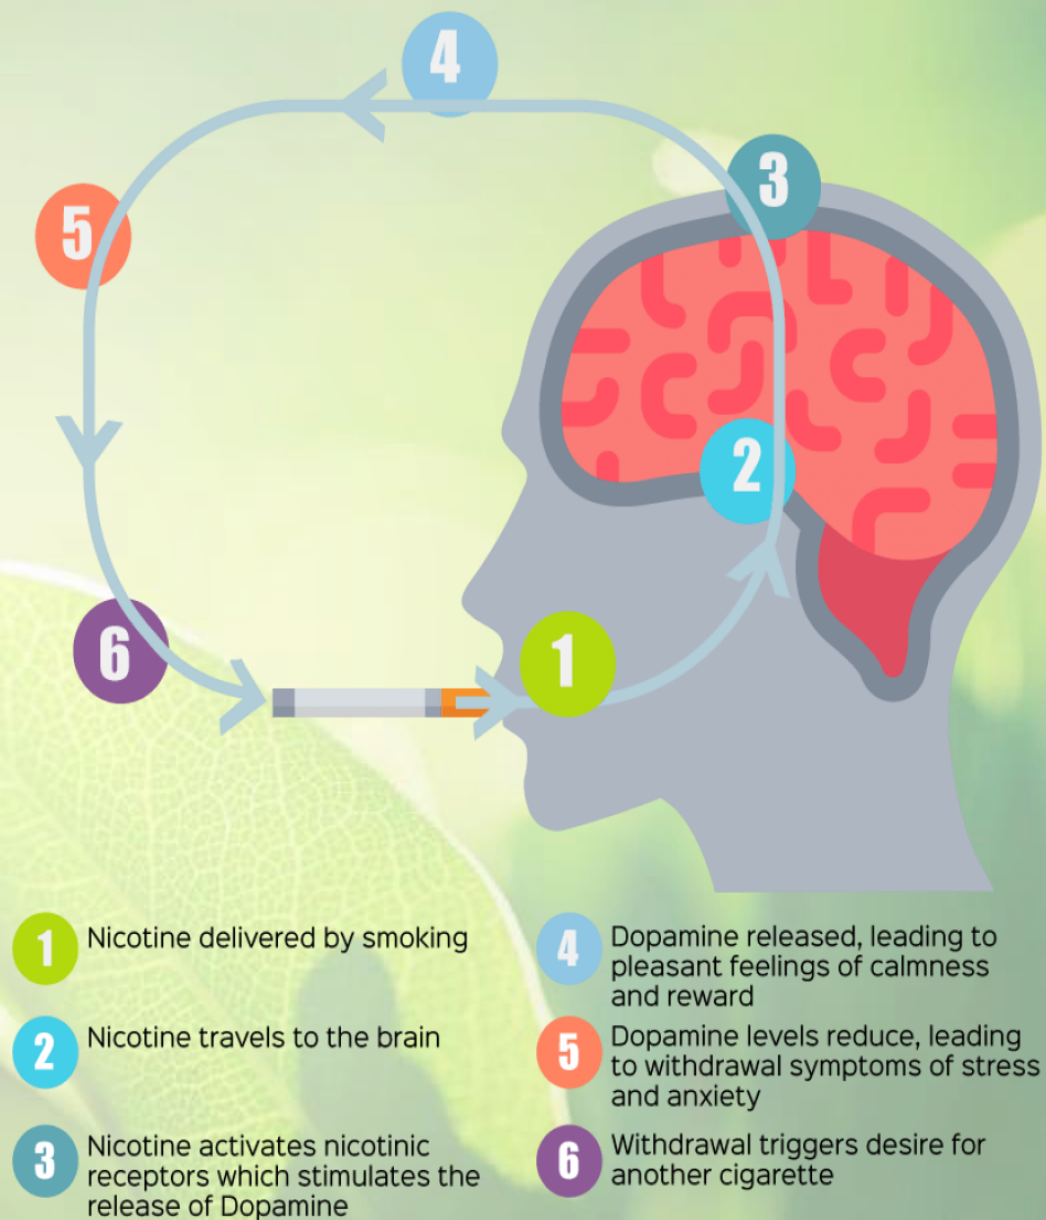 4
3
5
2
6
1
1 Nicotine delivered by smoking
2 Nicotine travels to the brain
3 Nicotine activates nicotinic
receptors which stimulates the
release of Dopamine
4 Dopamine released, leading to
pleasant feelings of calmness
and reward
5 Dopamine levels reduce, leading
to withdrawal symptoms of stress
and anxiety
6 Withdrawal triggers desire for
another cigarette